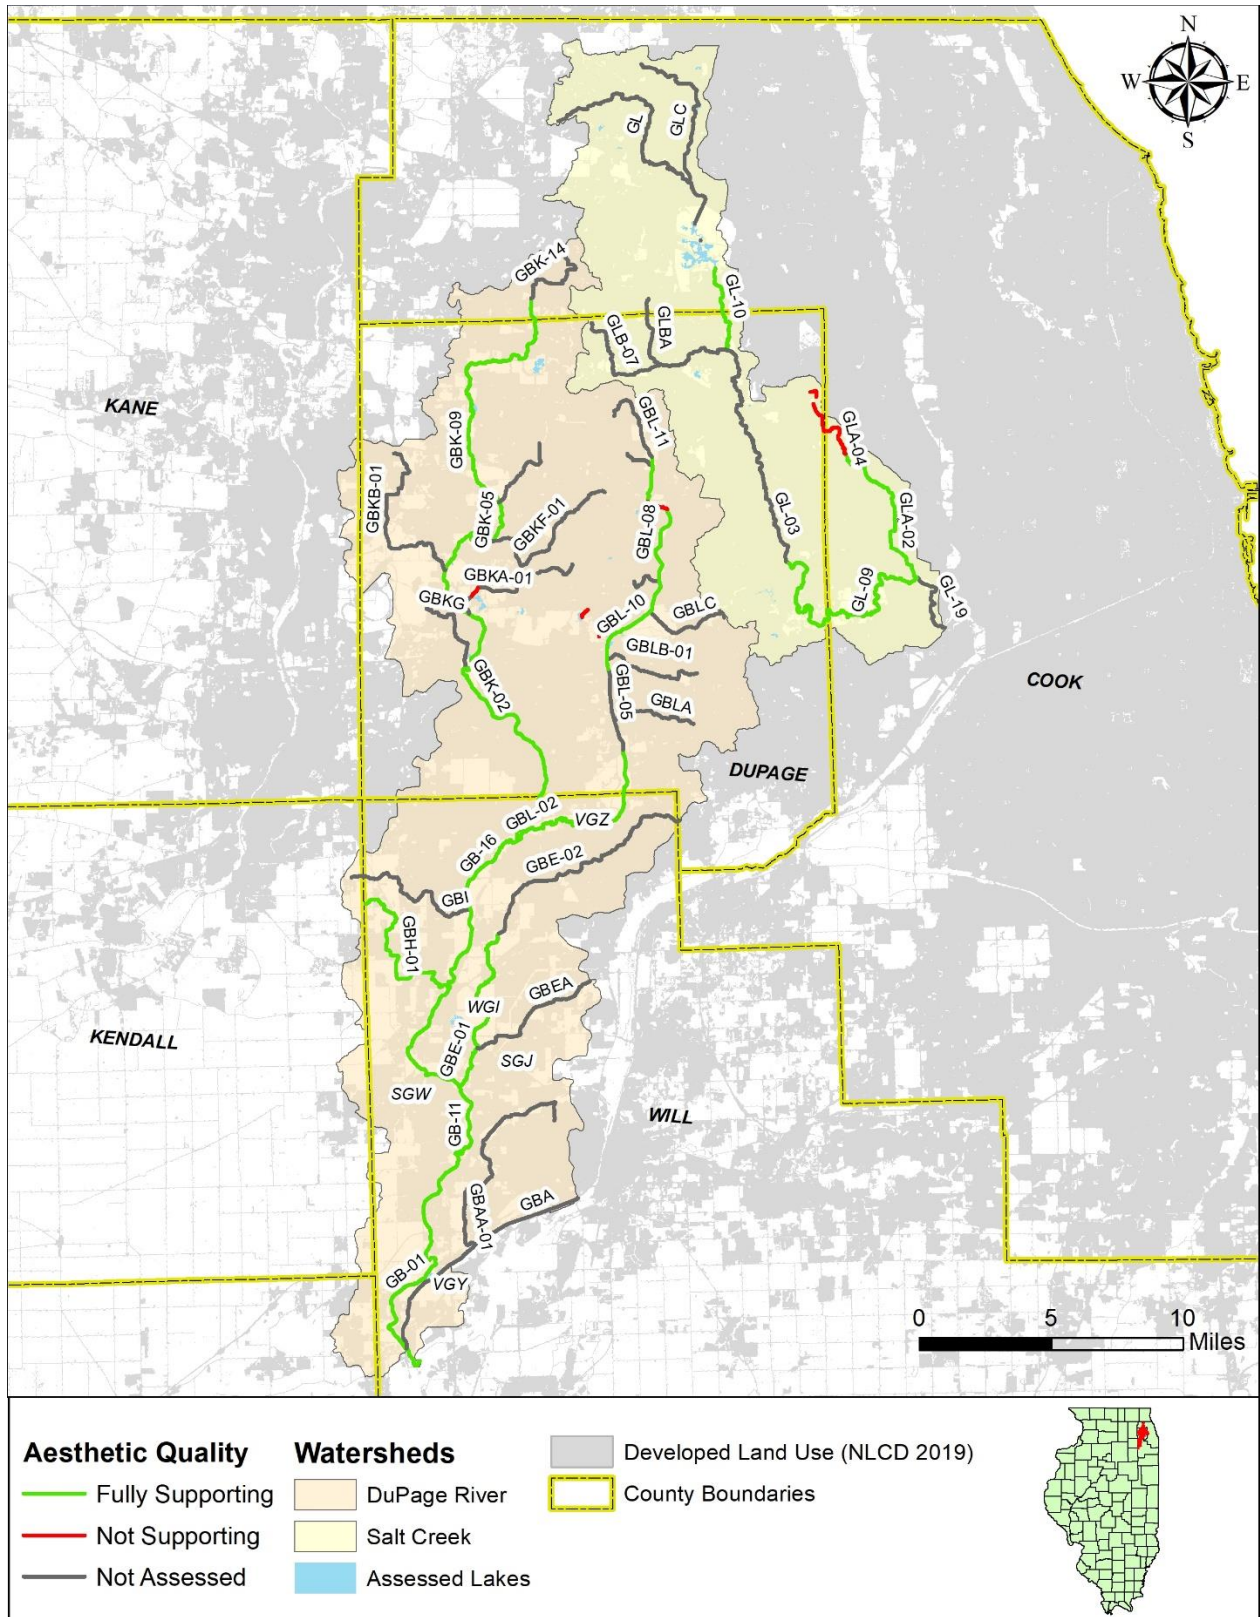 N
W
E
S
GL
GLC
GBK-14
GL-10
GLBA
GLB-07
KANE
GBL-11
GLA-04
GBK-09
GBKB-01
GBK-05
GBKF-01
GBL-08
GL-03
GLA-02
GBKA-01
GBKG
GBL-10
GBLC
GL-09
GL-19
GBLB-01
GBK-02
GBL-05
GBLA
COOK
DUPAGE
GBL-02
VGZ
GB-16
GBE-02
GBI
GBH-01
GBEA
WGI
KENDALL
GBE-01
SGJ
SGW
GB-11
WILL
GBAA-01
GBA
GB-01
VGY
0 5 10
Miles
Aesthetic Quality
Fully Supporting
Not Supporting
Not Assessed
Watersheds
DuPage River
Salt Creek
Assessed Lakes
Developed Land Use (NLCD 2019)
County Boundaries